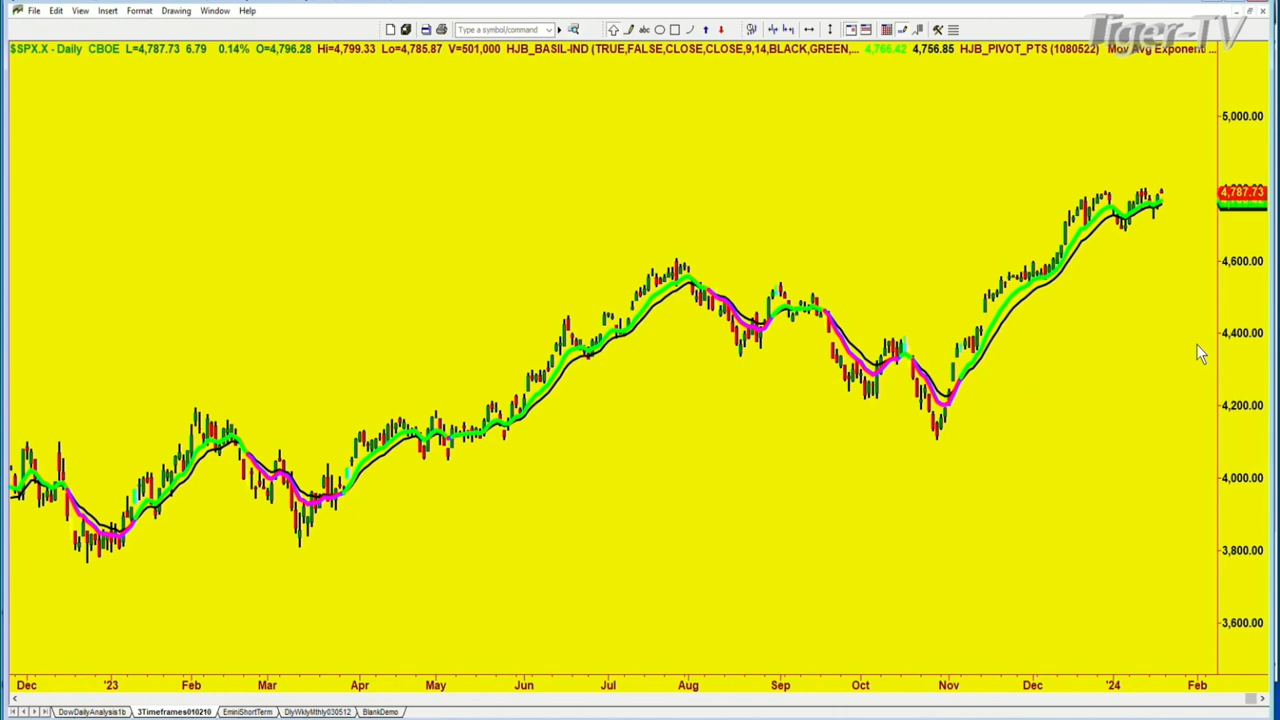 File Edit View Insert Format Drawing Window Help
Type a symbol/command
abc
Tiger-TV
$SPX.X - Daily CBOE L=4,787.73 6.79 0.14% O=4,796.28 Hi=4,799.33 Lo=4,785.87 V=501,000 HJB_BASIL-IND (TRUE,FALSE,CLOSE,CLOSE,9,14,BLACK,GREEN,... 4,766.42 4,756.85 HJB_PIVOT_PTS (1080522) Mov Avg Exponenti ...
5,000.00
4,787.73
4,600.00
4,400.00
4,200.00
4,000.00
3,800.00
3,600.00
Dec '23 Feb Mar Apr May Jun Jul Aug Sep Oct Nov Dec '24 Feb
DowDailyAnalysis1b 3Timeframes010210 EminiShortTerm DlyWklyMthly030512 BlankDemo